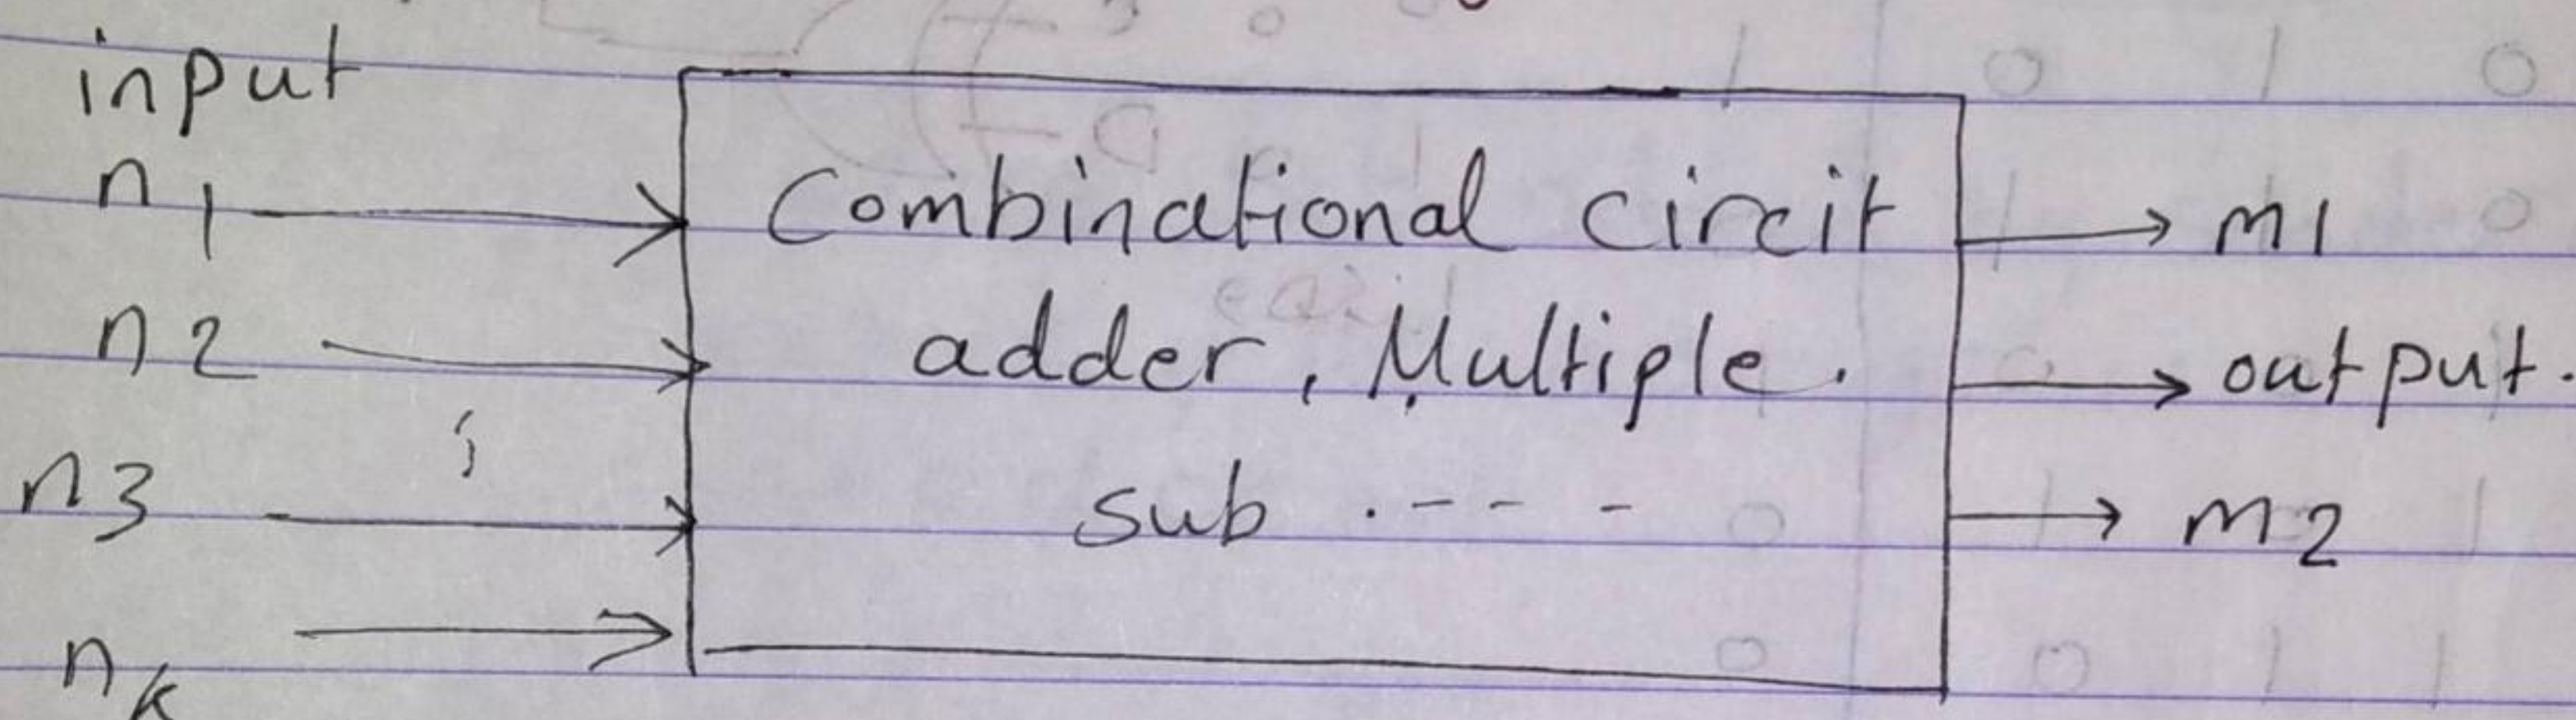 input
n1
Combinational circit
m1
n2
adder, Multiple.
output.
n3
sub .--- -
m2
nk